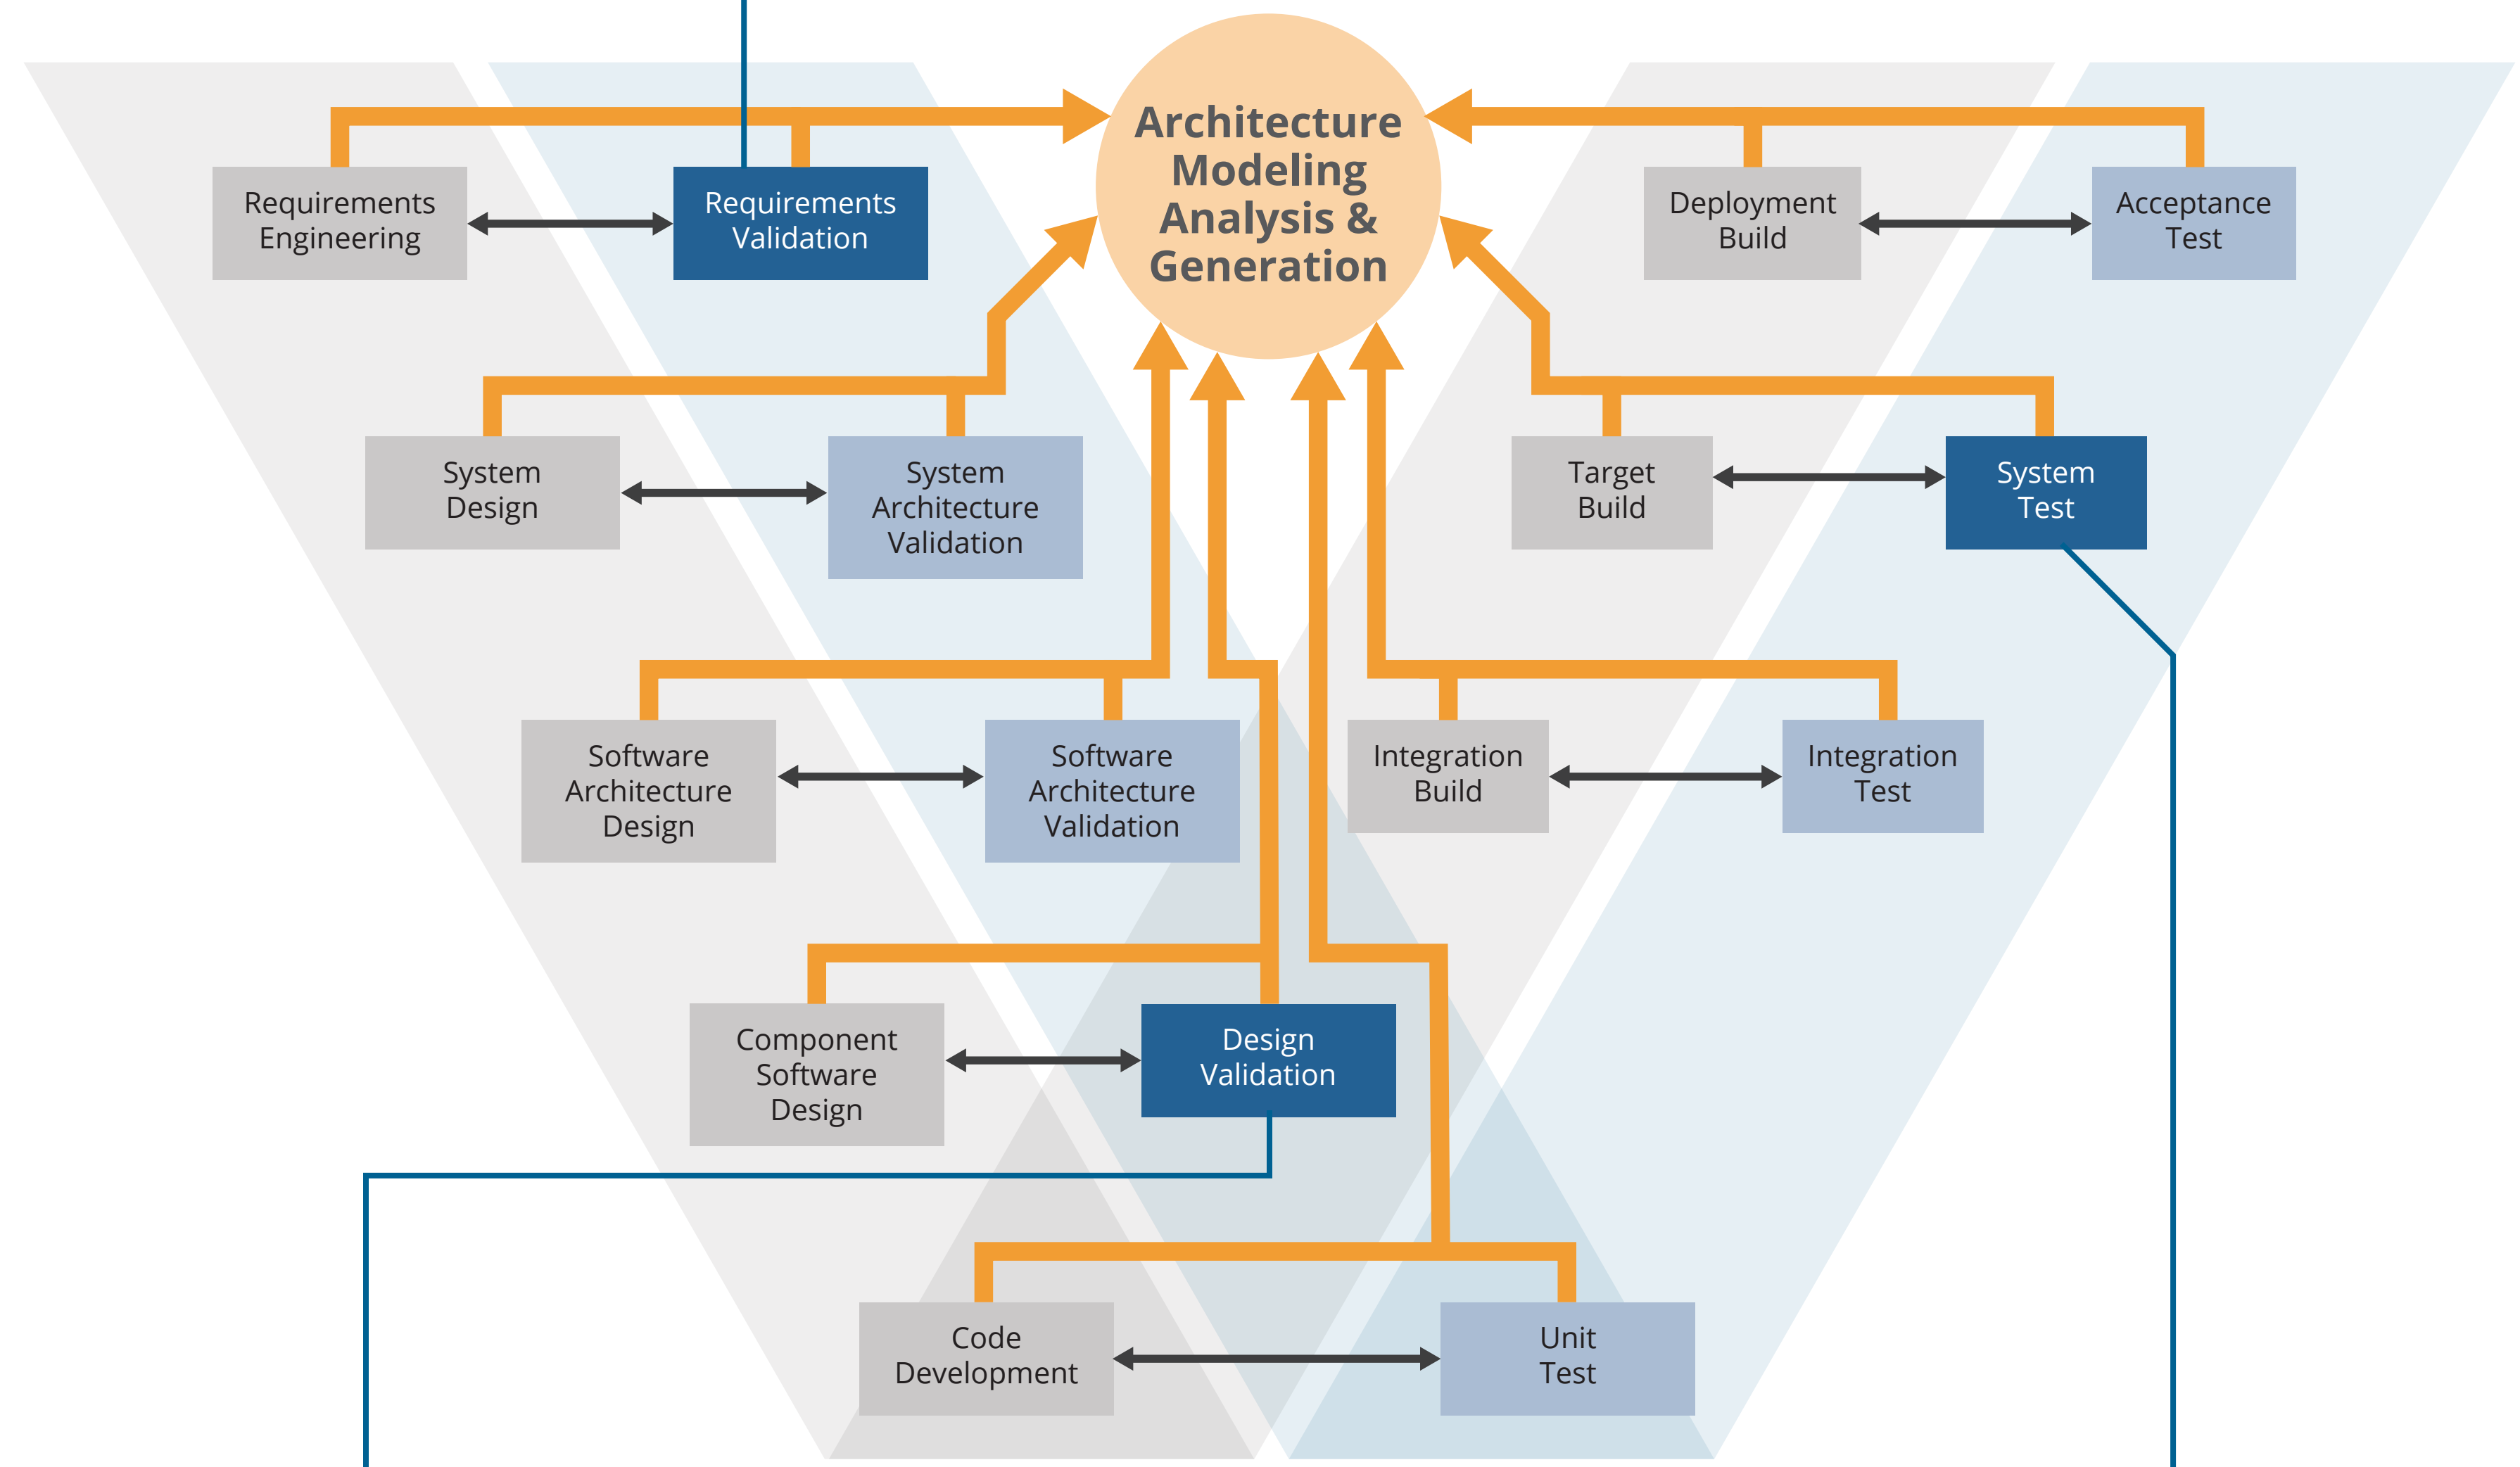 Architecture
Modeling
Analysis &
Generation
Requirements
Engineering
Requirements
Validation
Deployment
Build
Acceptance
Test
System
Design
System
Architecture
Validation
Target
Build
System
Test
Software
Architecture
Design
Software
Architecture
Validation
Integration
Build
Integration
Test
Component
Software
Design
Design
Validation
Code
Development
Unit
Test